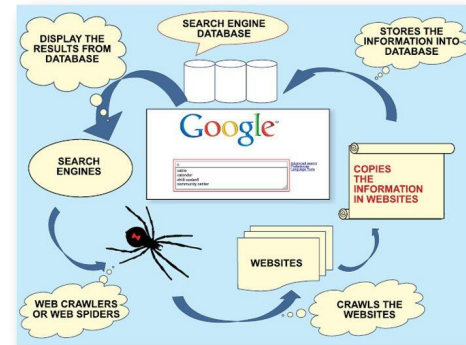 DISPLAY THE
RESULTS FROM
DATABASE
SEARCH ENGINE
DATABASE
STORES THE
INFORMATION INTO
DATABASE
Google™
SEARCH
ENGINES
COPIES
THE
INFORMATION
IN WEBSITES
WEBSITES
WEB CRAWLERS
OR WEB SPIDERS
CRAWLS THE
WEBSITES